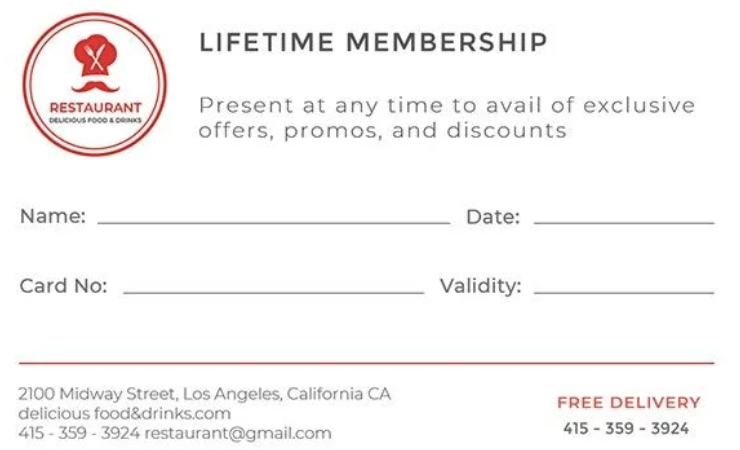 RESTAURANT
DELICIOUS FOOD & DRINKS
LIFETIME MEMBERSHIP
Present at any time to avail of exclusive
offers, promos, and discounts
Name: Date:
Card No: Validity:
2100 Midway Street, Los Angeles, California CA
delicious food&drinks.com
415 - 359 - 3924 restaurant@gmail.com
FREE DELIVERY
415 - 359 - 3924